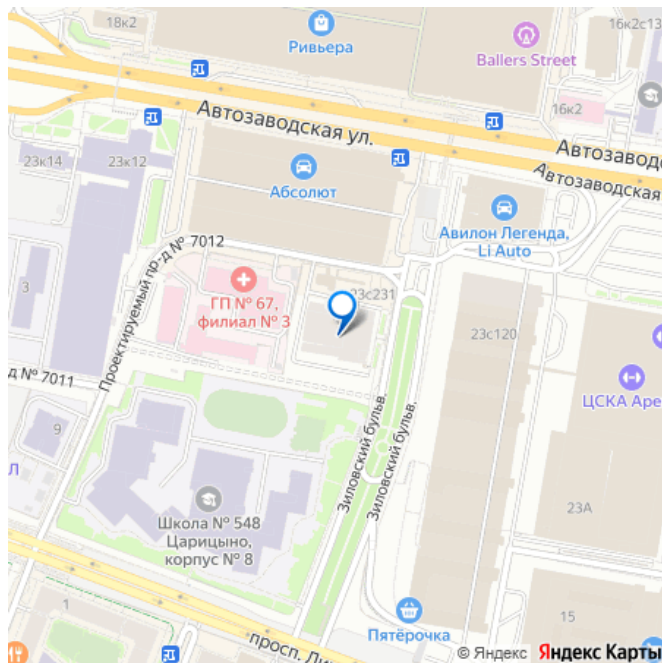 18к2
Ривьера
Ballers Street
16к2с13
16к2
Автозаводская ул.
Автозаводс
Автозаводская
23к14
23к12
Абсолют
Авилон Легенда,
Li Auto
Проектируемый пр-д № 7012
3
ГП № 67,
филиал № 3
23с231
23с120
д № 7011
ЦСКА Аре
9
Л
Зиловский бульв.
Зиловский бульв.
Школа № 548
Царицыно,
корпус № 8
23А
1
15
Пятёрочка
просп. Ли
© Яндекс Яндекс Карты